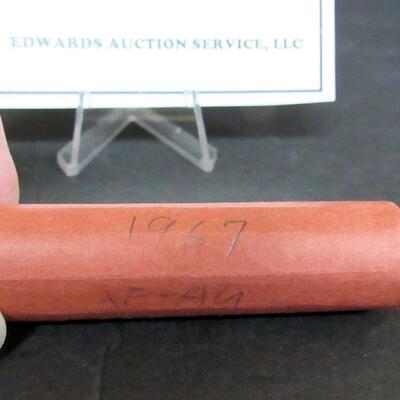 EDWARDS AUCTION SERVICE, LLC
1967
XF-AU